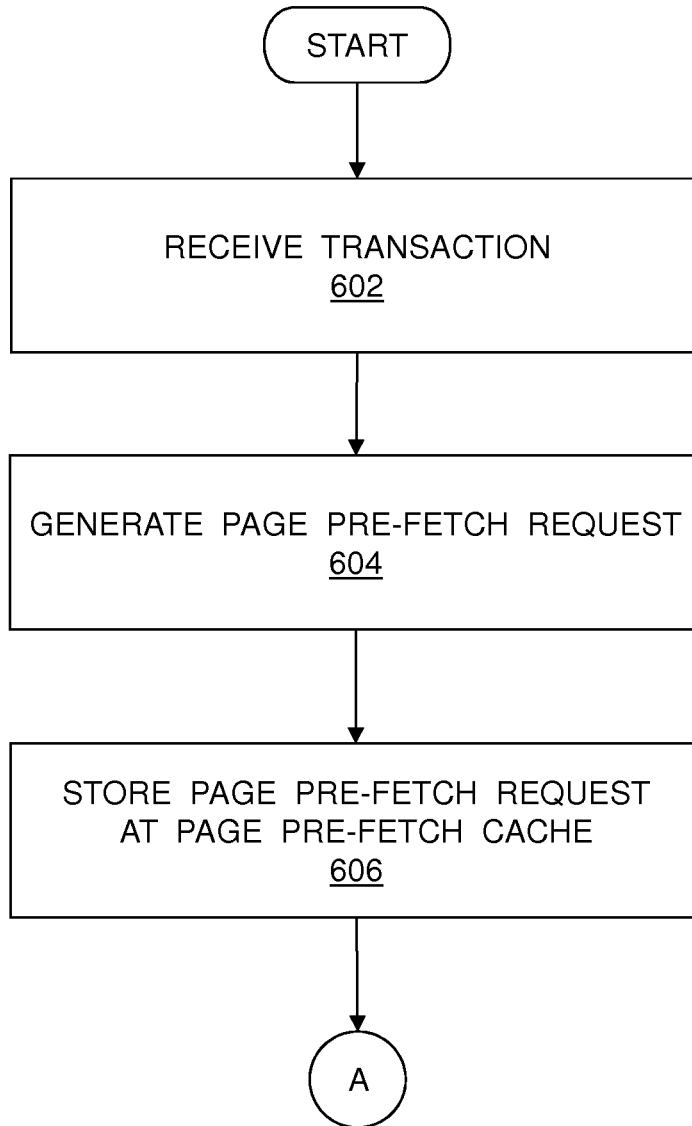 START
RECEIVE TRANSACTION
602
GENERATE PAGE PRE-FETCH REQUEST
604
STORE PAGE PRE-FETCH REQUEST
AT PAGE PRE-FETCH CACHE
606
A